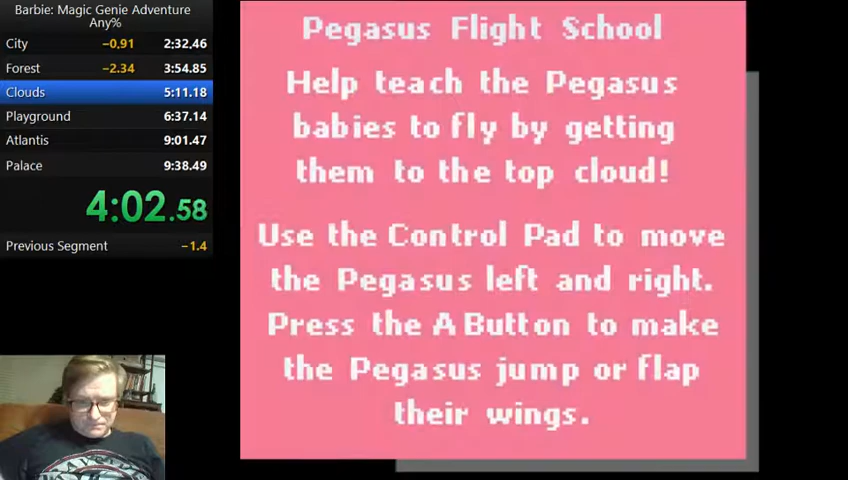 Barbie: Magic Genie Adventure
Any%
City −0.91 2:32.46
Forest −2.34 3:54.85
Clouds 5:11.18
Playground 6:37.14
Atlantis 9:01.47
Palace 9:38.49
4:02.58
Previous Segment −1.4
Pegasus Flight School
Help teach the Pegasus
babies to fly by getting
them to the top cloud!
Use the Control Pad to move
the Pegasus left and right.
Press the A Button to make
the Pegasus jump or flap
their wings.